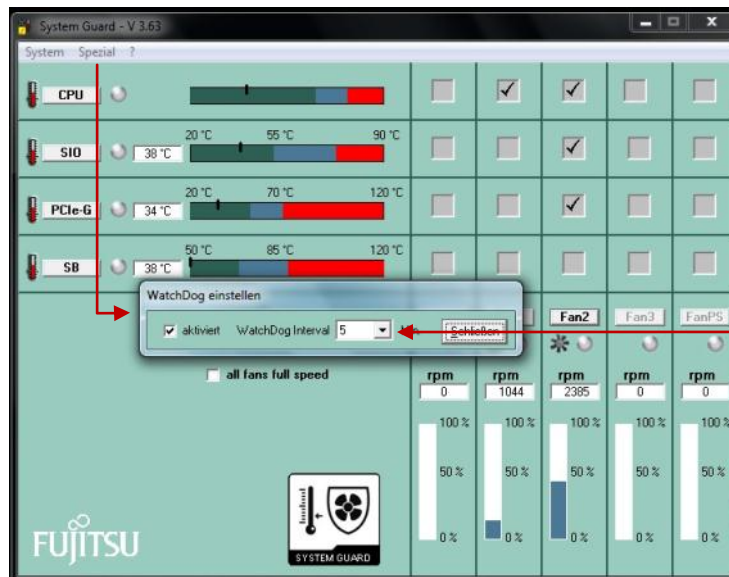 System Guard - V 3.63
System Spezial ?
CPU
20 °C 55 °C 90 °C
SIO 38 °C
20 °C 70 °C 120 °C
PCIe-G 34 °C
50 °C 85 °C 120 °C
SB 38 °C
WatchDog einstellen
aktiviert WatchDog Interval 5 Schließen
Fan2 Fan3 FanPS
all fans full speed
rpm rpm rpm rpm rpm
0 1044 2385 0 0
100 % 100 % 100 % 100 % 100 %
50 % 50 % 50 % 50 % 50 %
0 % 0 % 0 % 0 % 0 %
FUJITSU
SYSTEM GUARD